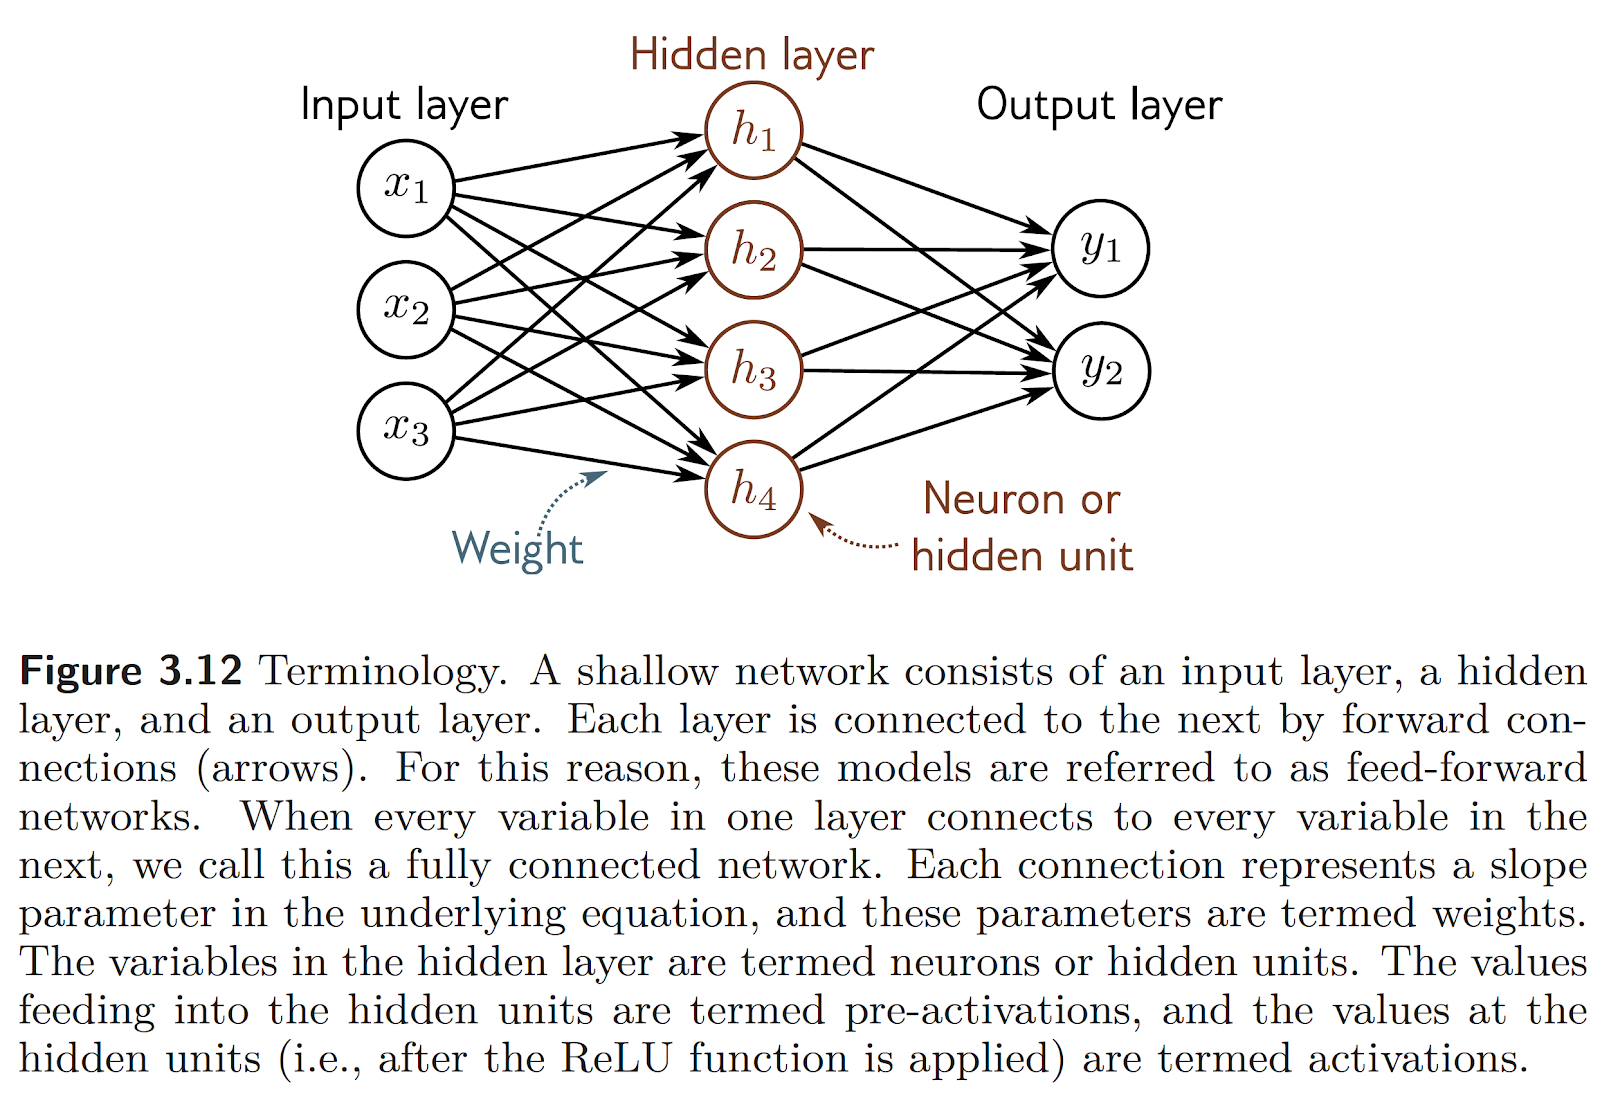 Hidden layer
Input layer
Output layer
x1
x2
x3
h1
h2
h3
h4
y1
y2
Weight
Neuron or
hidden unit
Figure 3.12 Terminology. A shallow network consists of an input layer, a hidden
layer, and an output layer. Each layer is connected to the next by forward con-
nections (arrows). For this reason, these models are referred to as feed-forward
networks. When every variable in one layer connects to every variable in the
next, we call this a fully connected network. Each connection represents a slope
parameter in the underlying equation, and these parameters are termed weights.
The variables in the hidden layer are termed neurons or hidden units. The values
feeding into the hidden units are termed pre-activations, and the values at the
hidden units (i.e., after the ReLU function is applied) are termed activations.